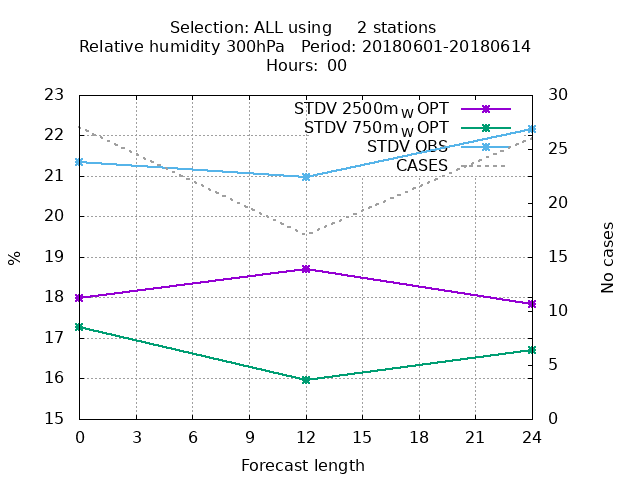 Selection: ALL using     2 stations
Relative humidity 300hPa   Period: 20180601-20180614
Hours: 00
STDV 2500m_W OPT
STDV 750m_W OPT
STDV OBS
CASES
23
22
21
20
19
18
17
16
15
%
30
25
20
15
10
5
0
No cases
0 3 6 9 12 15 18 21 24
Forecast length